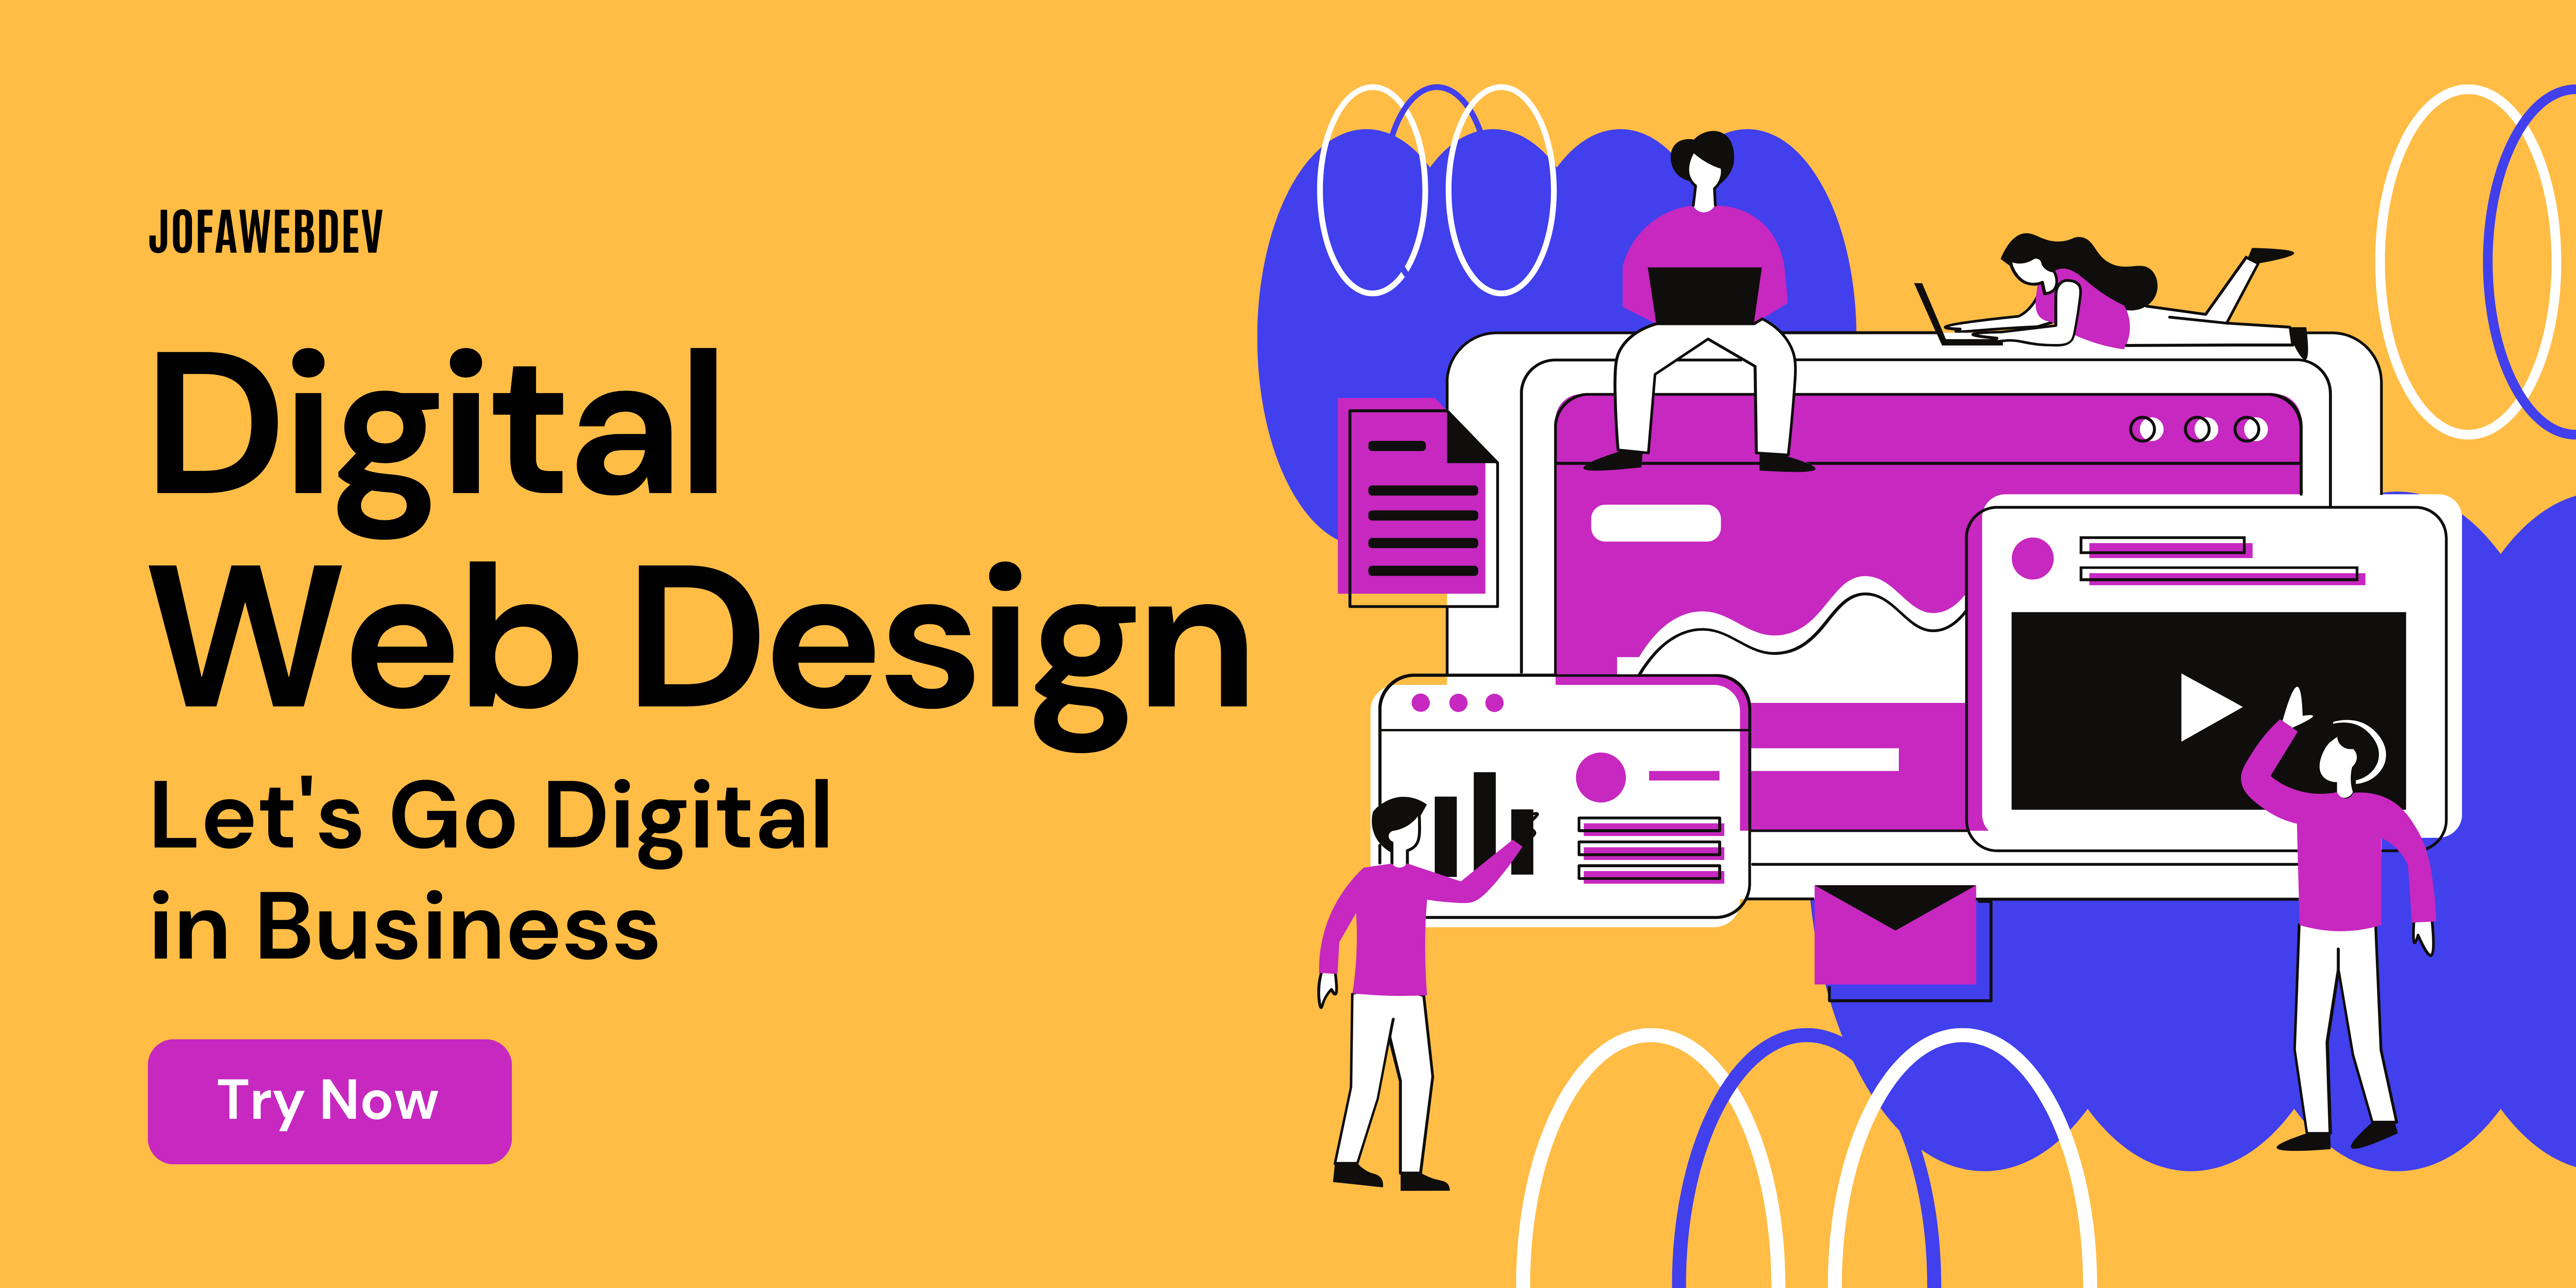 JOFAWEBDEV
Digital
Web Design
Let's Go Digital
in Business
Try Now